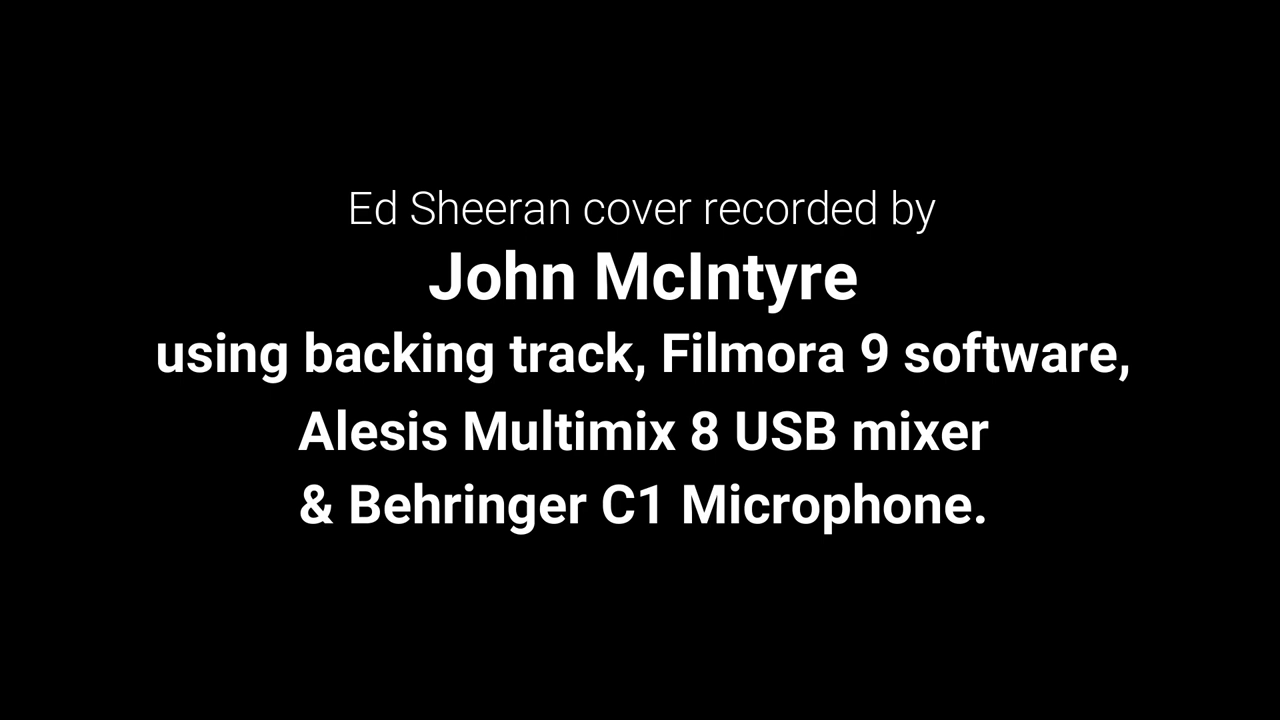 Ed Sheeran cover recorded by
John McIntyre
using backing track, Filmora 9 software,
Alesis Multimix 8 USB mixer
& Behringer C1 Microphone.